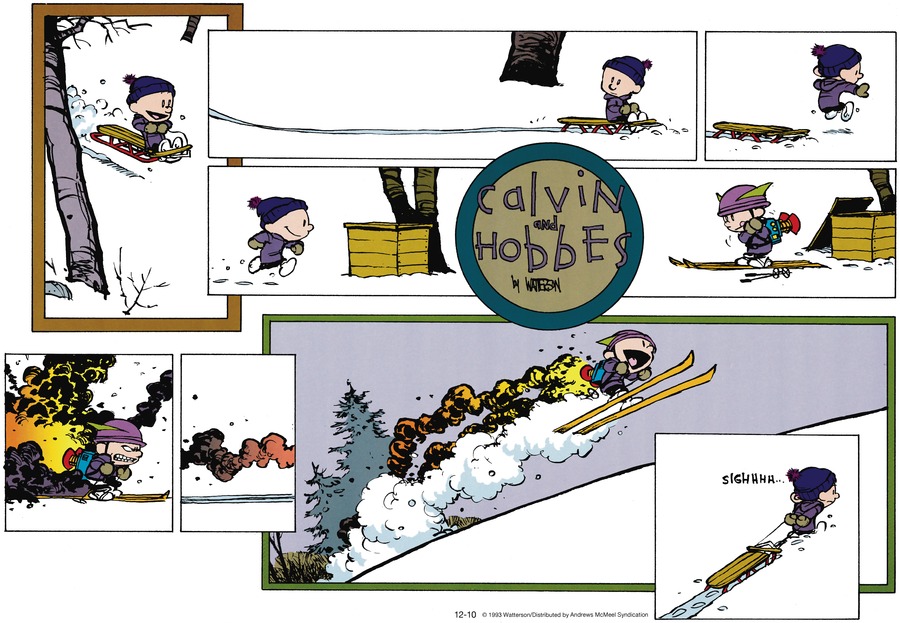 Calvin
and
HobbEs
by WATTERSON
SIGHHHH...
12-10 © 1993 Watterson/Distributed by Andrews McMeel Syndication